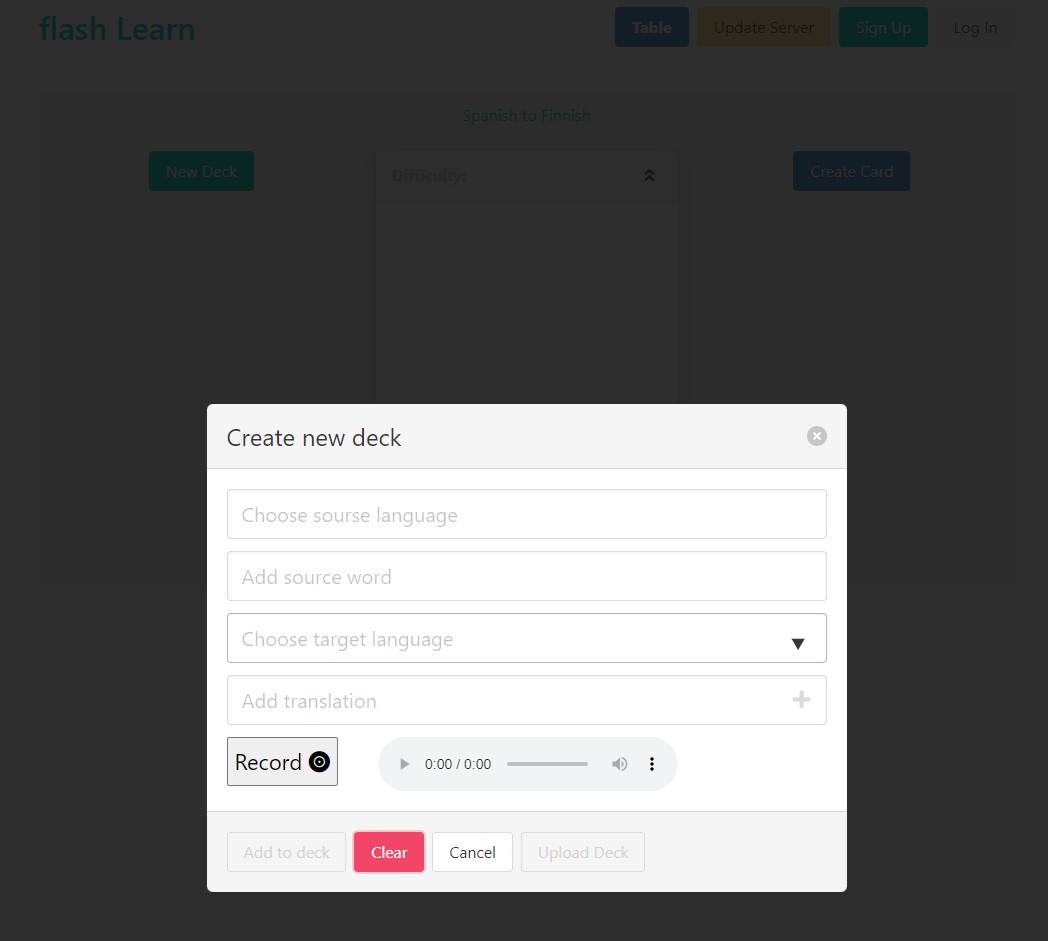 flash Learn
Table
Update Server
Sign Up
Log In
Spanish to Finnish
New Deck
Difficulty:
Create Card
Create new deck
Choose sourse language
Add source word
Choose target language
Add translation
Record
0:00 / 0:00
Add to deck
Clear
Cancel
Upload Deck